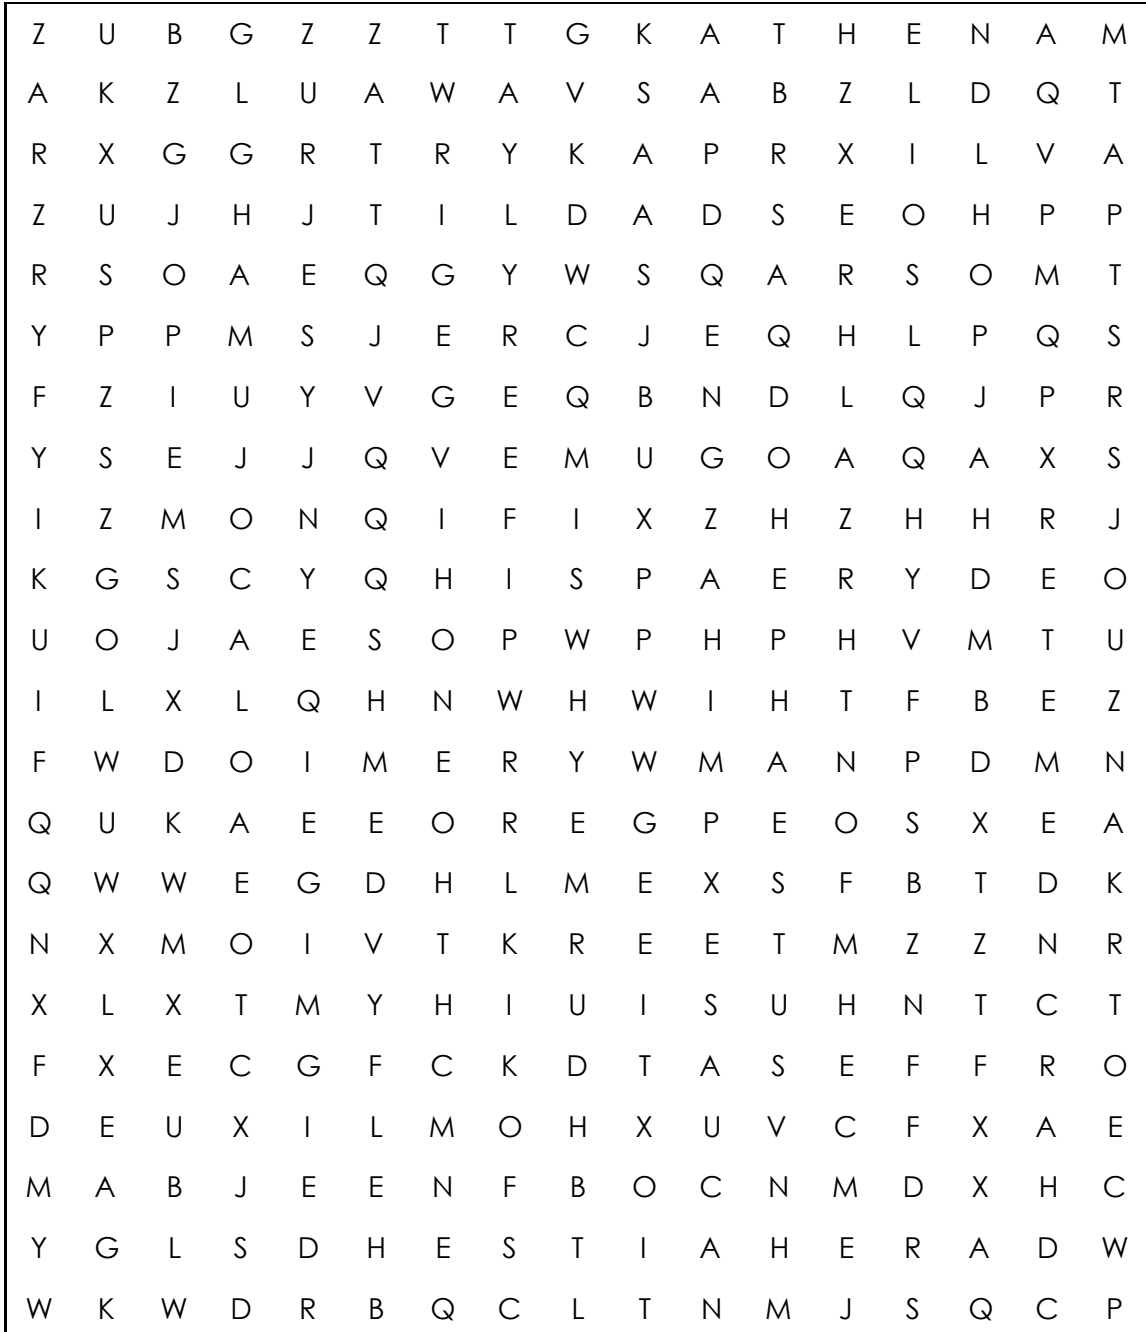 Z U B G Z Z T T G K A T H E N A M
A K Z L U A W A V S A B Z L D Q T
R X G G R T R Y K A P R X I L V A
Z U J H J T I L D A D S E O H P P
R S O A E Q G Y W S Q A R S O M T
Y P P M S J E R C J E Q H L P Q S
F Z I U Y V G E Q B N D L Q J P R
Y S E J J Q V E M U G O A Q A X S
I Z M O N Q I F I X Z H Z H H R J
K G S C Y Q H I S P A E R Y D E O
U O J A E S O P W P H P H V M T U
I L X L Q H N W H W I H T F B E Z
F W D O I M E R Y W M A N P D M N
Q U K A E E O R E G P E O S X E A
Q W W E G D H L M E X S F B T D K
N X M O I V T K R E E T M Z Z N R
X L X T M Y H I U I S U H N T C T
F X E C G F C K D T A S E F F R O
D E U X I L M O H X U V C F X A E
M A B J E E N F B O C N M D X H C
Y G L S D H E S T I A H E R A D W
W K W D R B Q C L T N M J S Q C P